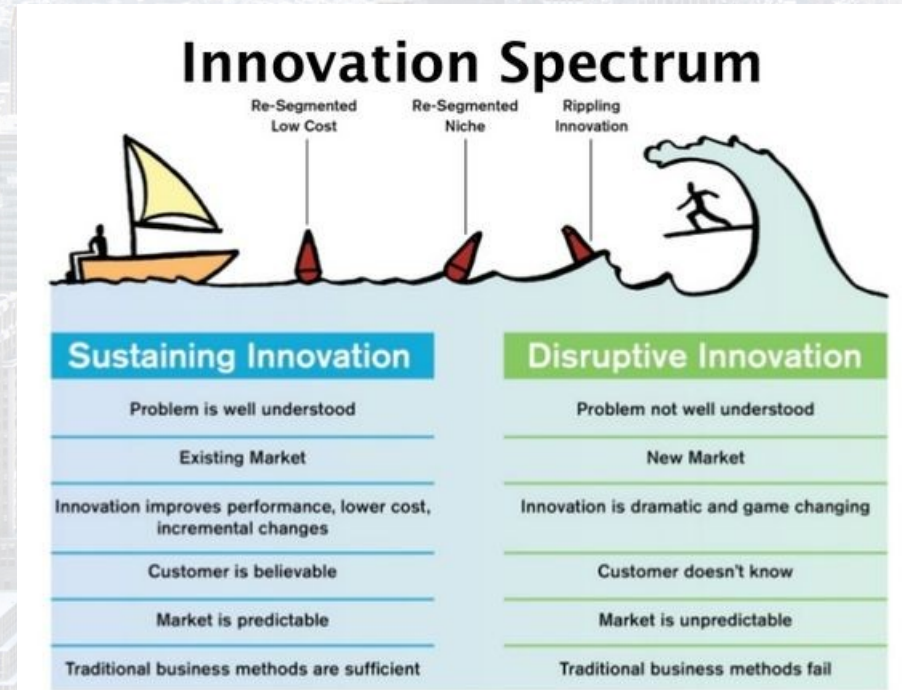 Innovation Spectrum
Re-Segmented
Low Cost
Re-Segmented
Niche
Rippling
Innovation
Sustaining Innovation
Problem is well understood
Existing Market
Innovation improves performance, lower cost,
incremental changes
Customer is believable
Market is predictable
Traditional business methods are sufficient
Disruptive Innovation
Problem not well understood
New Market
Innovation is dramatic and game changing
Customer doesn't know
Market is unpredictable
Traditional business methods fail